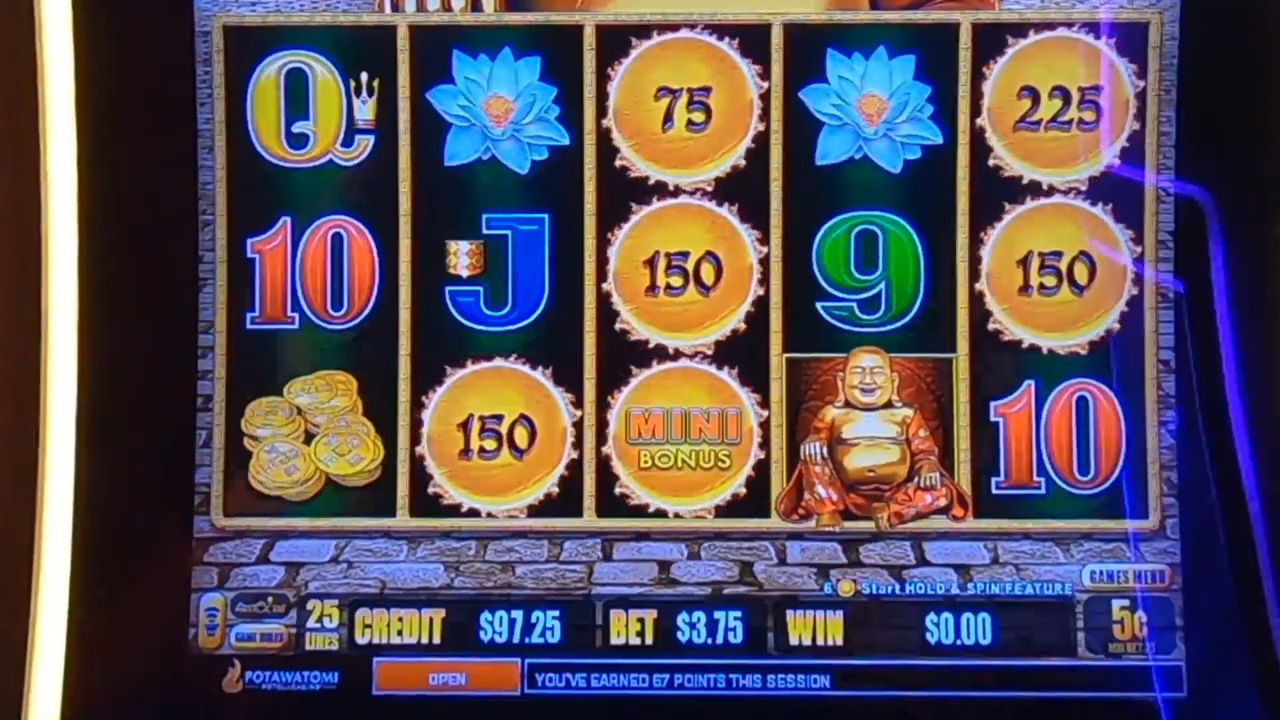 Q 75 225
10 J 150 9 150
150 MINI BONUS 10
6 Start HOLD & SPIN FEATURE GAMES MENU
25 LINES CREDIT $97.25 BET $3.75 WIN $0.00 5¢
GAME RULES
POTAWATOMI OPEN YOU'VE EARNED 67 POINTS THIS SESSION